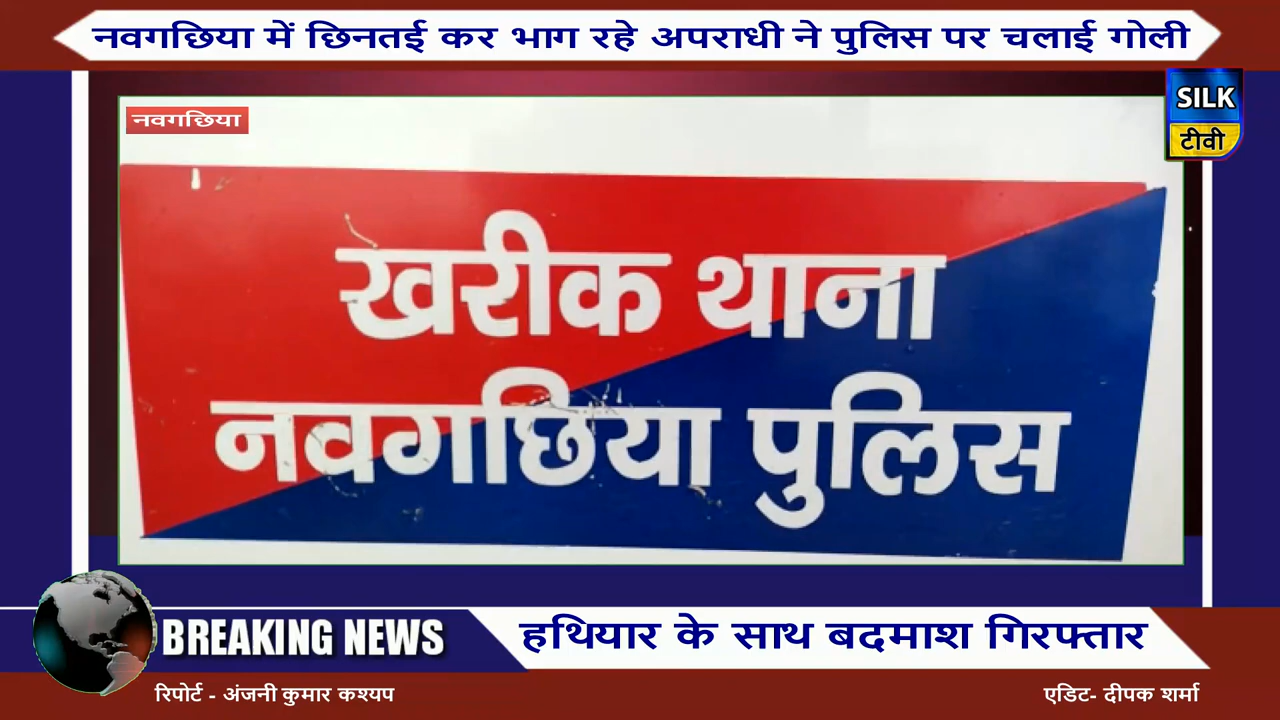 नवगछिया में छिनतई कर भाग रहे अपराधी ने पुलिस पर चलाई गोली
SILK
टीवी
नवगछिया
खरीक थाना
नवगछिया पुलिस
BREAKING NEWS
हथियार के साथ बदमाश गिरफ्तार
रिपोर्ट - अंजनी कुमार कश्यप
एडिट- दीपक शर्मा